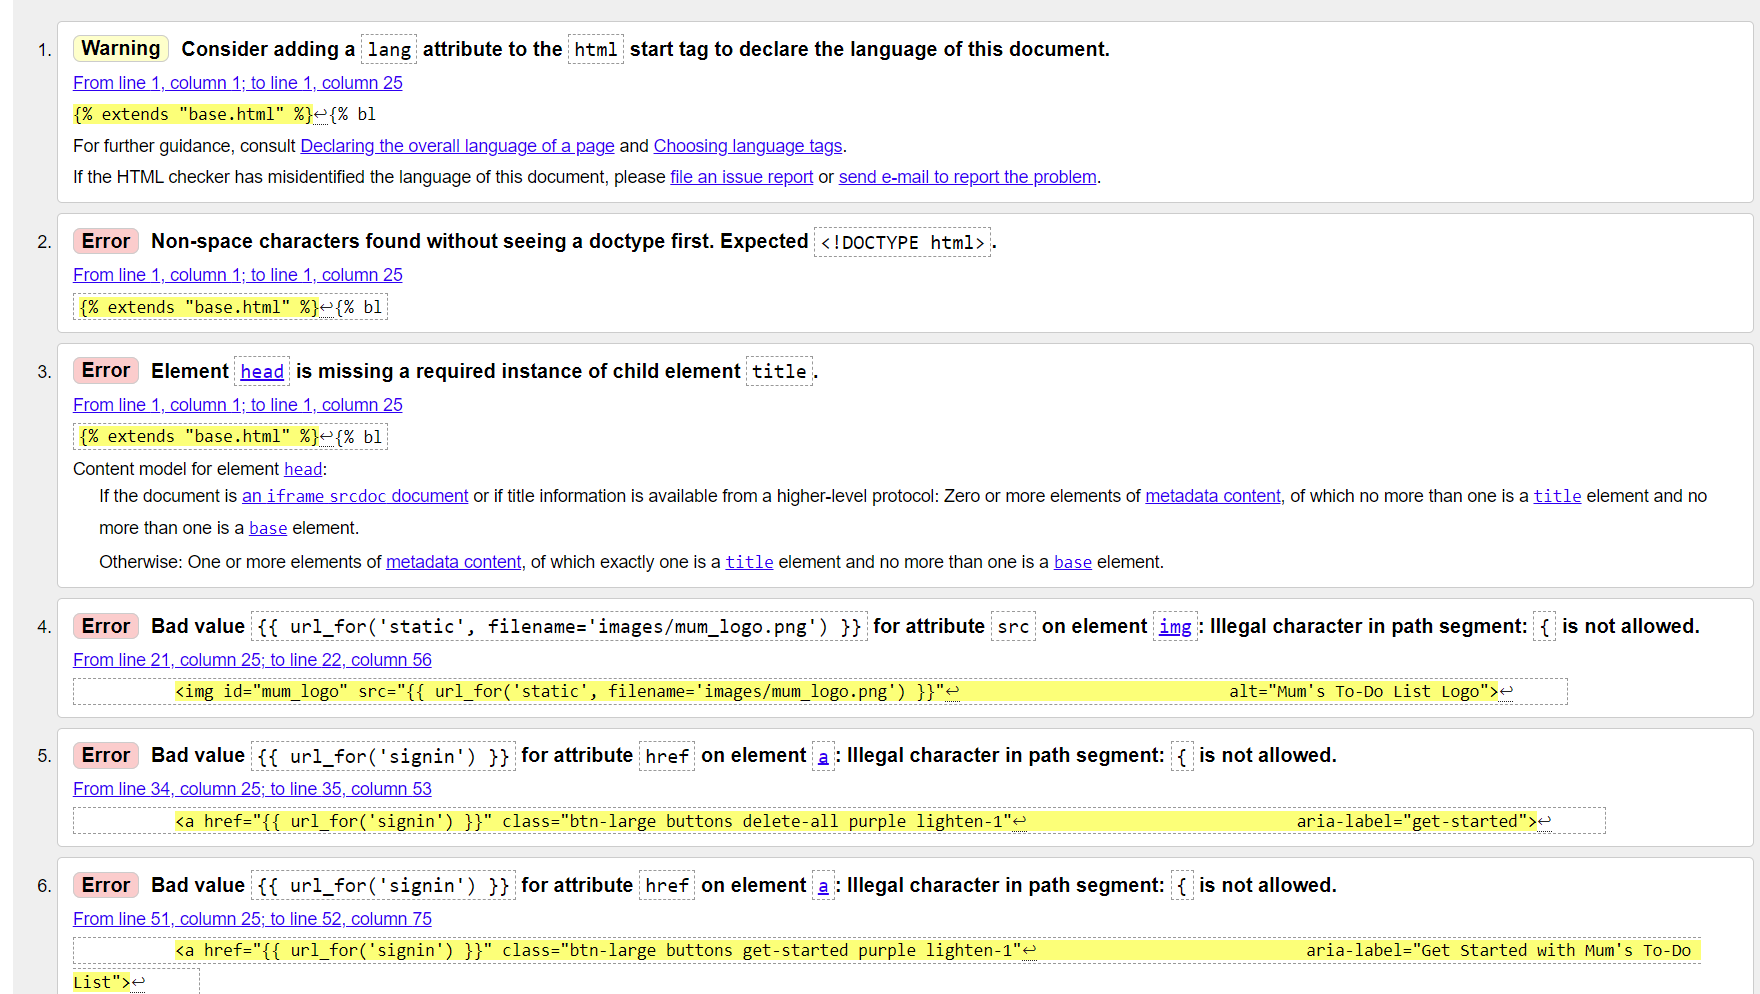 1. Warning Consider adding a lang attribute to the html start tag to declare the language of this document.
From line 1, column 1; to line 1, column 25
{% extends "base.html" %}↩{% bl
For further guidance, consult Declaring the overall language of a page and Choosing language tags.
If the HTML checker has misidentified the language of this document, please file an issue report or send e-mail to report the problem.
2. Error Non-space characters found without seeing a doctype first. Expected <!DOCTYPE html>.
From line 1, column 1; to line 1, column 25
{% extends "base.html" %}↩{% bl
3. Error Element head is missing a required instance of child element title.
From line 1, column 1; to line 1, column 25
{% extends "base.html" %}↩{% bl
Content model for element head:
If the document is an iframe srcdoc document or if title information is available from a higher-level protocol: Zero or more elements of metadata content, of which no more than one is a title element and no
more than one is a base element.
Otherwise: One or more elements of metadata content, of which exactly one is a title element and no more than one is a base element.
4. Error Bad value {{ url_for('static', filename='images/mum_logo.png') }} for attribute src on element img: Illegal character in path segment: { is not allowed.
From line 21, column 25; to line 22, column 56
<img id="mum_logo" src="{{ url_for('static', filename='images/mum_logo.png') }}"↩ alt="Mum's To-Do List Logo">↩
5. Error Bad value {{ url_for('signin') }} for attribute href on element a: Illegal character in path segment: { is not allowed.
From line 34, column 25; to line 35, column 53
<a href="{{ url_for('signin') }}" class="btn-large buttons delete-all purple lighten-1"↩ aria-label="get-started">↩
6. Error Bad value {{ url_for('signin') }} for attribute href on element a: Illegal character in path segment: { is not allowed.
From line 51, column 25; to line 52, column 75
<a href="{{ url_for('signin') }}" class="btn-large buttons get-started purple lighten-1"↩ aria-label="Get Started with Mum's To-Do
List">↩